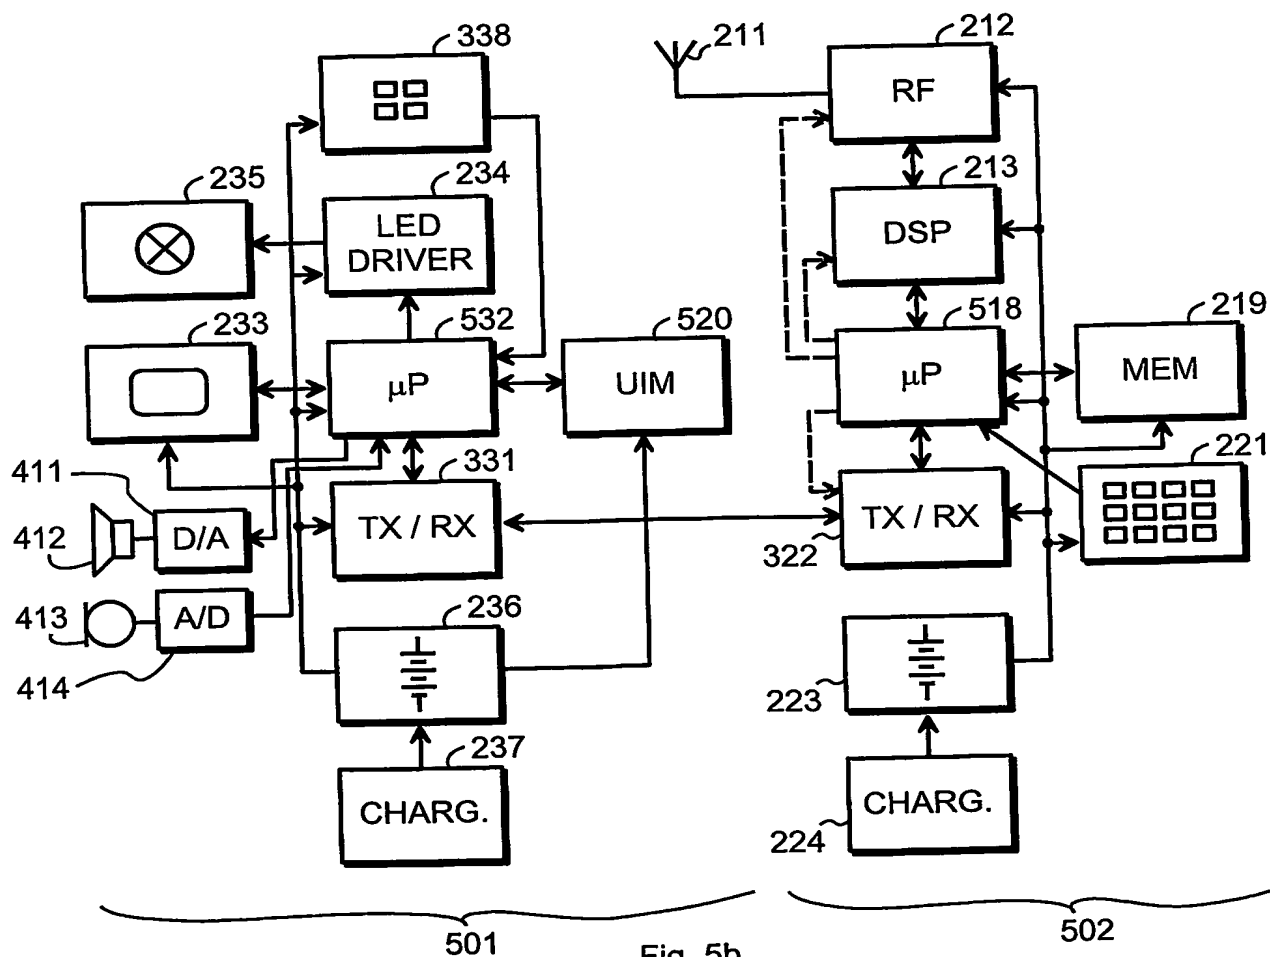 338
211
212
RF
235
234
213
LED
DRIVER
DSP
233
532
520
518
219
μP
UIM
μP
MEM
411
331
221
412
D/A
TX / RX
TX / RX
322
413
A/D
236
414
223
237
CHARG.
CHARG.
224
501
502
Fig. 5b